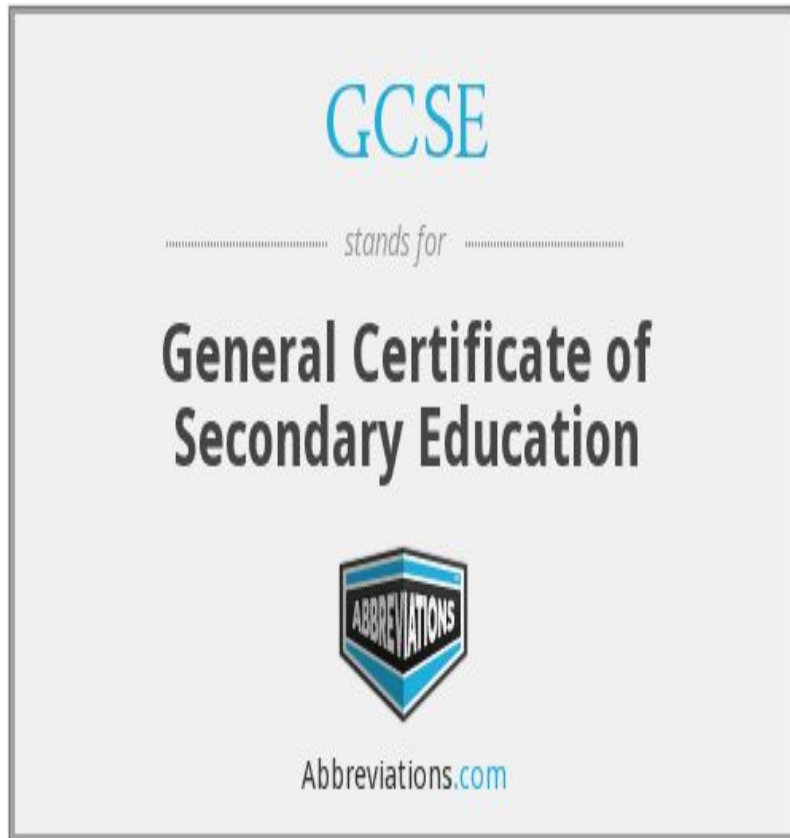 GCSE
stands for
General Certificate of
Secondary Education
ABBREVIATIONS
Abbreviations.com